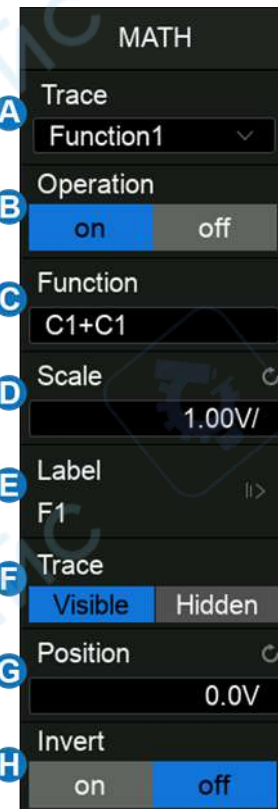 MATH
A Trace
Function1
B Operation
on off
C Function
C1+C1
D Scale
1.00V/
E Label
F1
F Trace
Visible Hidden
G Position
0.0V
H Invert
on off